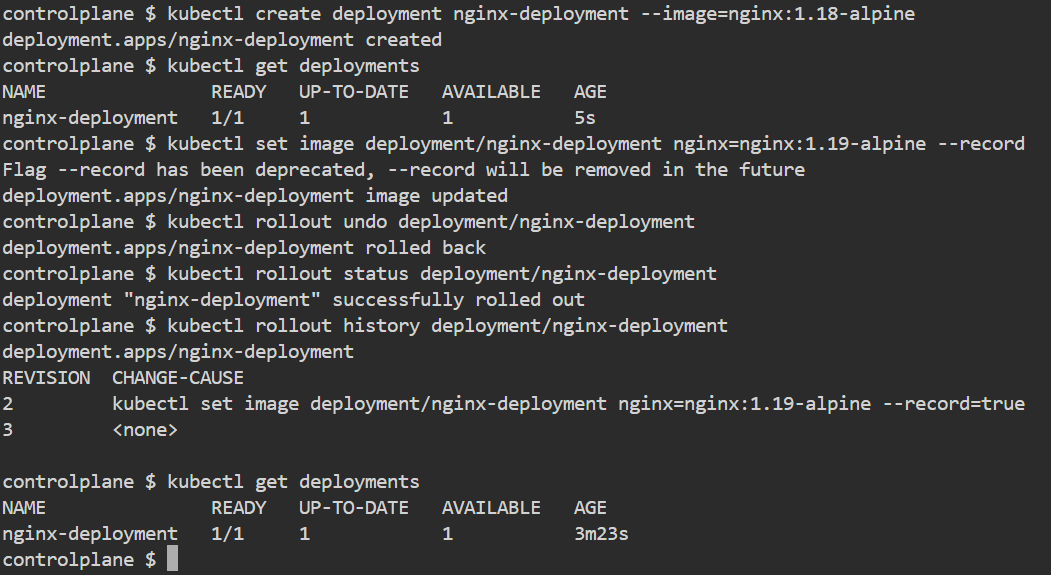 controlplane $ kubectl create deployment nginx-deployment --image=nginx:1.18-alpine
deployment.apps/nginx-deployment created
controlplane $ kubectl get deployments
NAME               READY   UP-TO-DATE   AVAILABLE   AGE
nginx-deployment   1/1     1            1           5s
controlplane $ kubectl set image deployment/nginx-deployment nginx=nginx:1.19-alpine --record
Flag --record has been deprecated, --record will be removed in the future
deployment.apps/nginx-deployment image updated
controlplane $ kubectl rollout undo deployment/nginx-deployment
deployment.apps/nginx-deployment rolled back
controlplane $ kubectl rollout status deployment/nginx-deployment
deployment "nginx-deployment" successfully rolled out
controlplane $ kubectl rollout history deployment/nginx-deployment
deployment.apps/nginx-deployment
REVISION  CHANGE-CAUSE
2         kubectl set image deployment/nginx-deployment nginx=nginx:1.19-alpine --record=true
3         <none>

controlplane $ kubectl get deployments
NAME               READY   UP-TO-DATE   AVAILABLE   AGE
nginx-deployment   1/1     1            1           3m23s
controlplane $